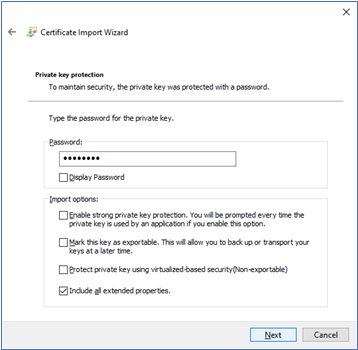 Certificate Import Wizard
Private key protection
To maintain security, the private key was protected with a password.
Type the password for the private key.
Password:
••••••••
Display Password
Import options:
Enable strong private key protection. You will be prompted every time the
private key is used by an application if you enable this option.
Mark this key as exportable. This will allow you to back up or transport your
keys at a later time.
Protect private key using virtualized-based security(Non-exportable)
Include all extended properties.
Next
Cancel